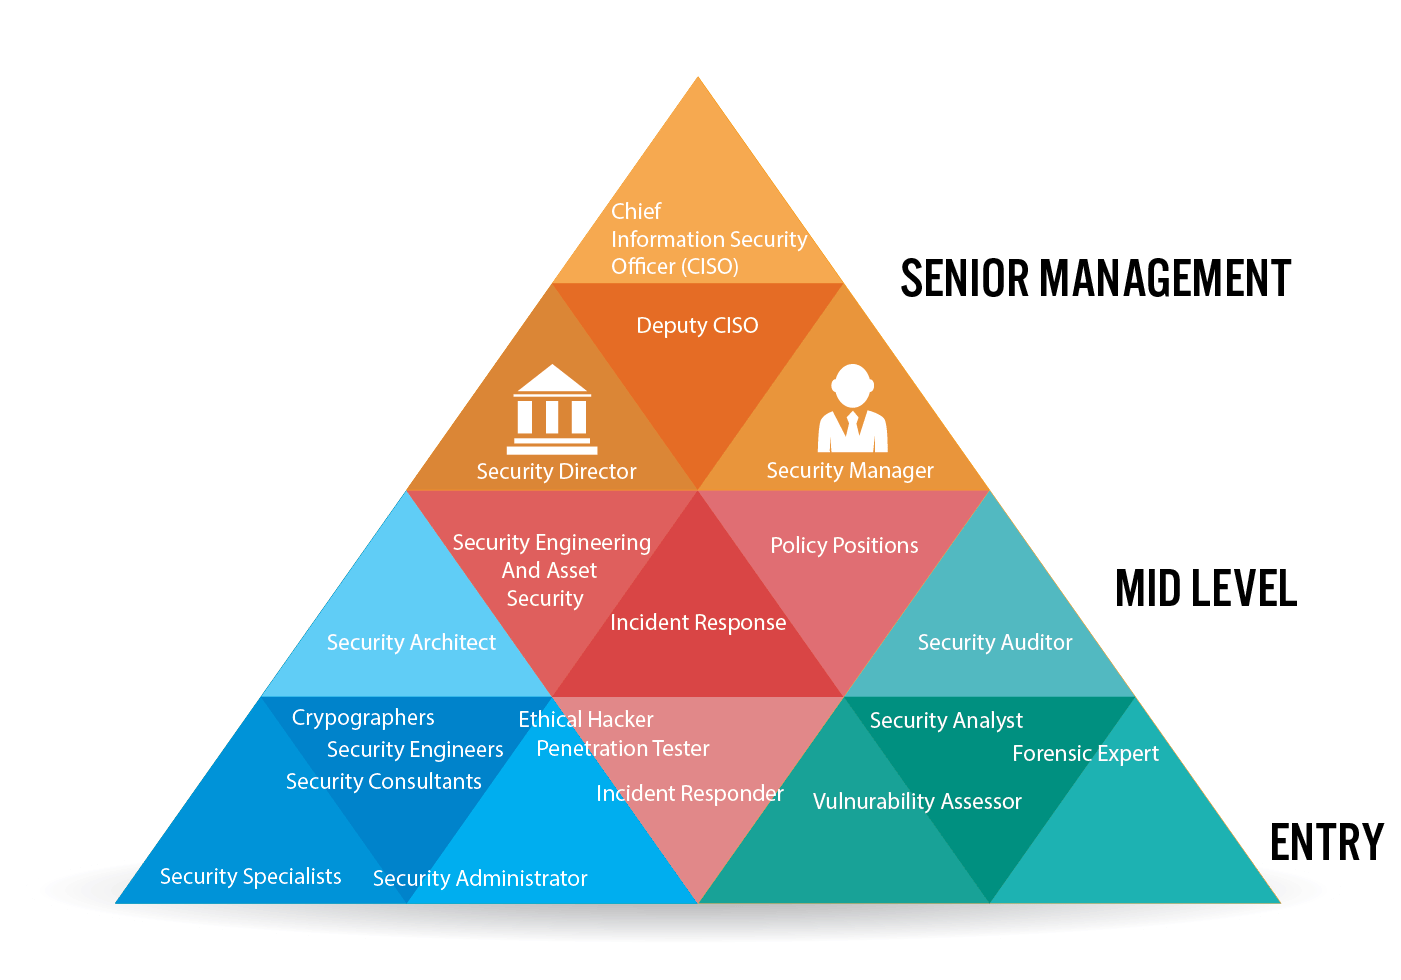 Chief
Information Security
Officer (CISO)
SENIOR MANAGEMENT
Deputy CISO
Security Director
Security Manager
Security Engineering
And Asset
Security
Policy Positions
MID LEVEL
Incident Response
Security Architect
Security Auditor
Crypographers
Security Engineers
Security Consultants
Ethical Hacker
Penetration Tester
Incident Responder
Security Analyst
Forensic Expert
Vulnurability Assessor
ENTRY
Security Specialists
Security Administrator